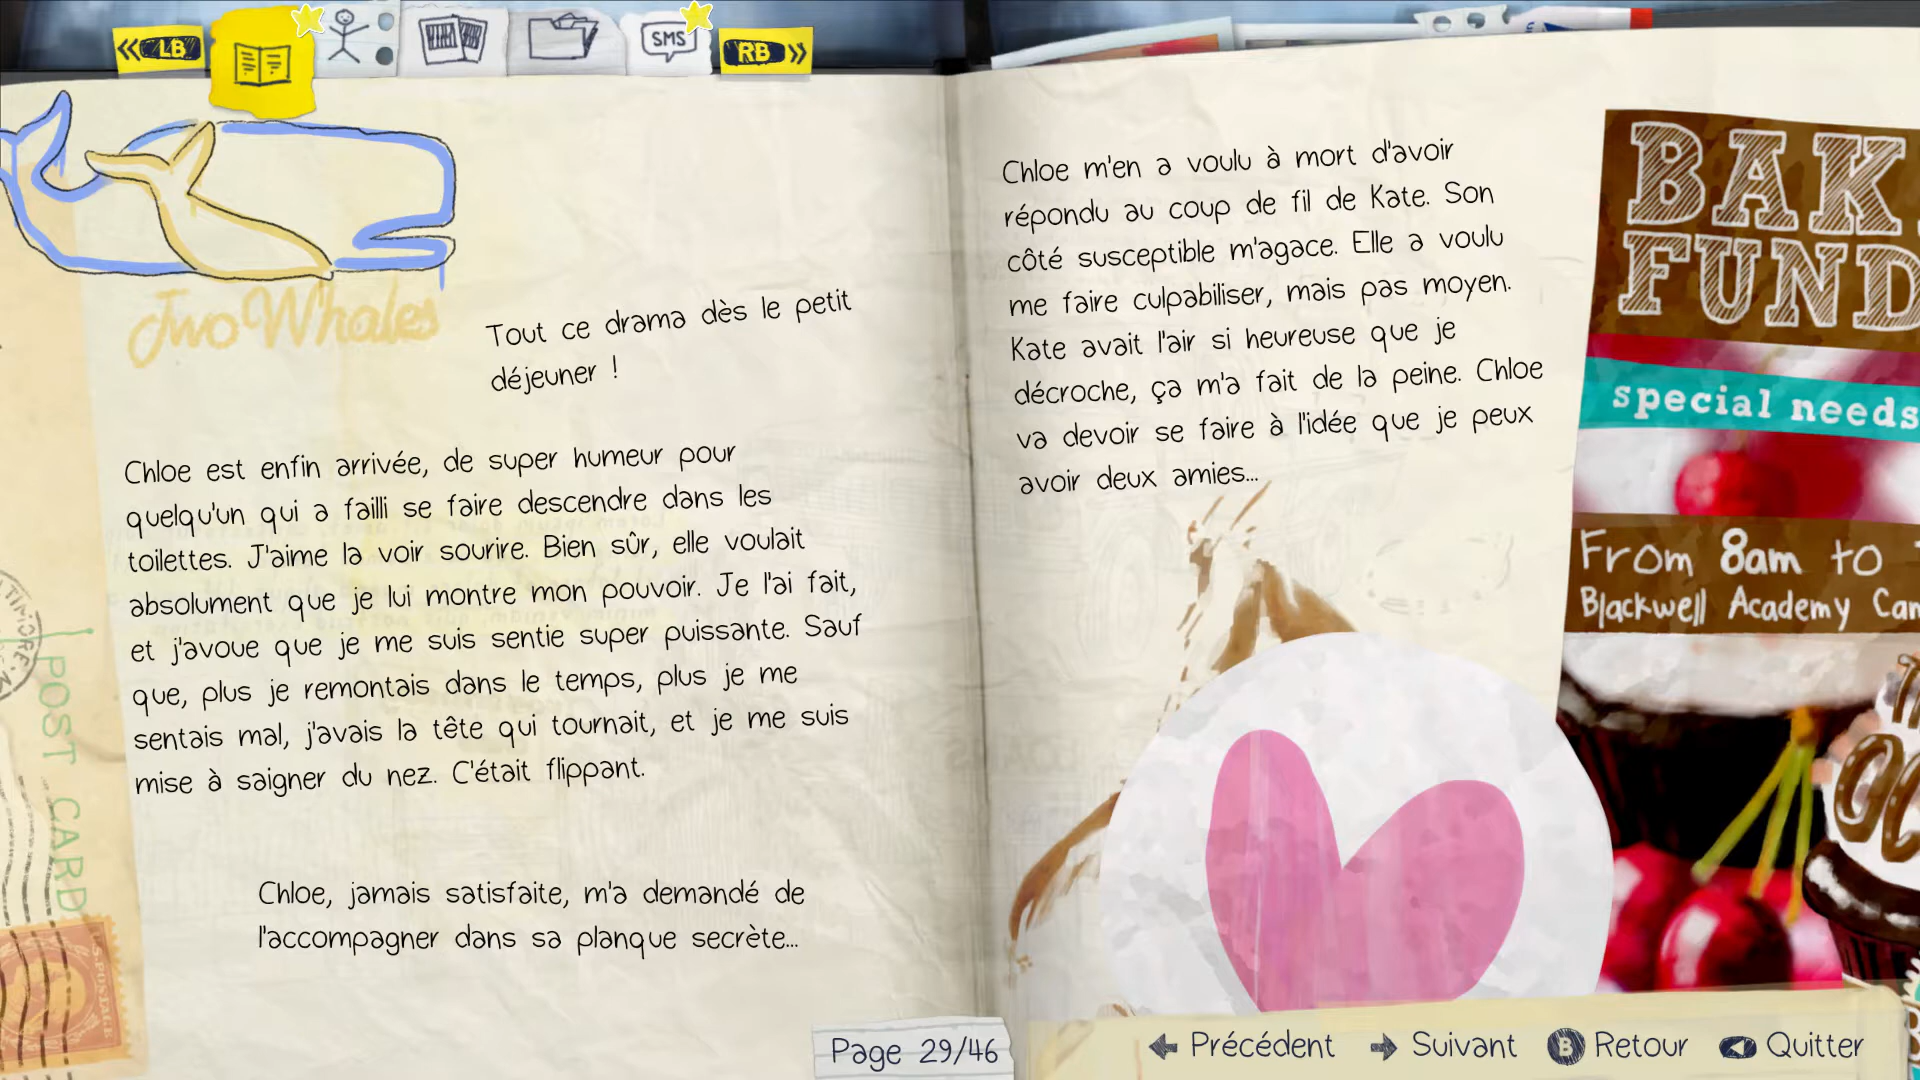 LB
SMS
RB
Two Whales
Tout ce drama dès le petit
déjeuner !
Chloe est enfin arrivée, de super humeur pour
quelqu'un qui a failli se faire descendre dans les
toilettes. J'aime la voir sourire. Bien sûr, elle voulait
absolument que je lui montre mon pouvoir. Je l'ai fait,
et j'avoue que je me suis sentie super puissante. Sauf
que, plus je remontais dans le temps, plus je me
sentais mal, j'avais la tête qui tournait, et je me suis
mise à saigner du nez. C'était flippant.
Chloe, jamais satisfaite, m'a demandé de
l'accompagner dans sa planque secrète...
POST CARD
Chloe m'en a voulu à mort d'avoir
répondu au coup de fil de Kate. Son
côté susceptible m'agace. Elle a voulu
me faire culpabiliser, mais pas moyen.
Kate avait l'air si heureuse que je
décroche, ça m'a fait de la peine. Chloe
va devoir se faire à l'idée que je peux
avoir deux amies...
BAK
FUND
special needs
From 8am to
Blackwell Academy Cam
Page 29/46
Précédent
Suivant
B Retour
Quitter